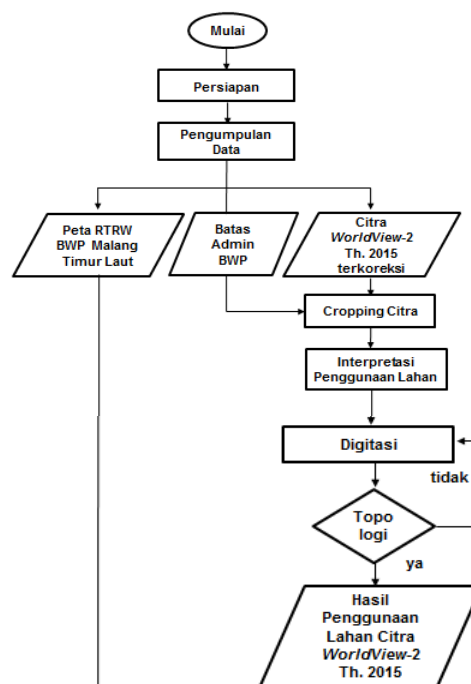 Mulai
Persiapan
Pengumpulan
Data
Peta RTRW
BWP Malang
Timur Laut
Batas
Admin
BWP
Citra
WorldView-2
Th. 2015
terkoreksi
Cropping Citra
Interpretasi
Penggunaan Lahan
Digitasi
tidak
Topo
logi
ya
Hasil
Penggunaan
Lahan Citra
WorldView-2
Th. 2015